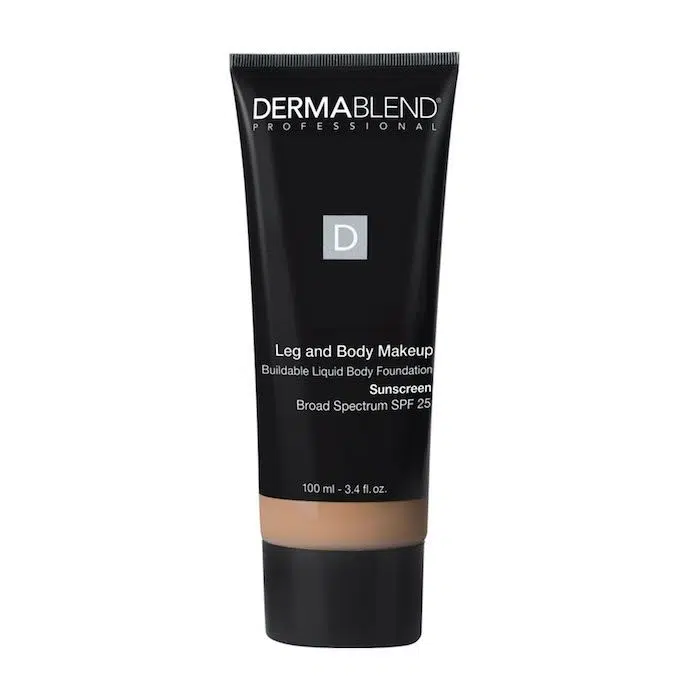 DERMABLEND®
PROFESSIONAL
D
Leg and Body Makeup
Buildable Liquid Body Foundation
Sunscreen
Broad Spectrum SPF 25
100 ml - 3.4 fl. oz.